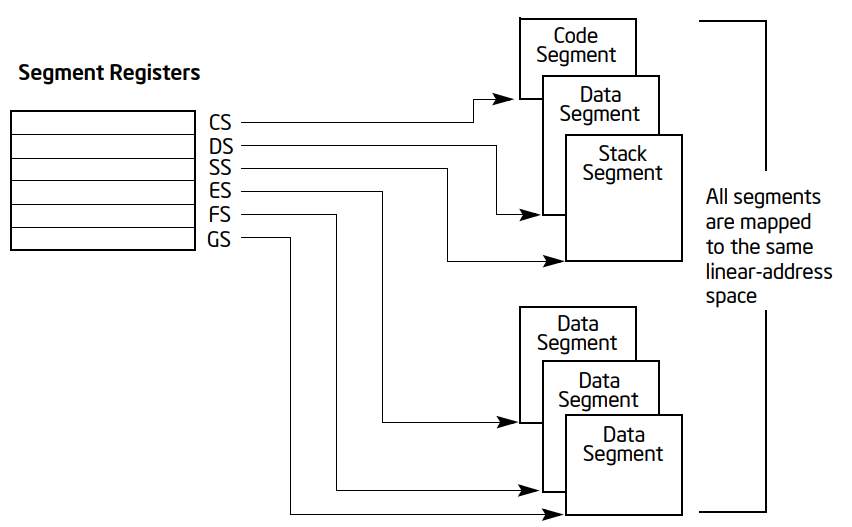 Segment Registers
CS
DS
SS
ES
FS
GS
Code
Segment
Data
Segment
Stack
Segment
Data
Segment
Data
Segment
Data
Segment
All segments
are mapped
to the same
linear-address
space